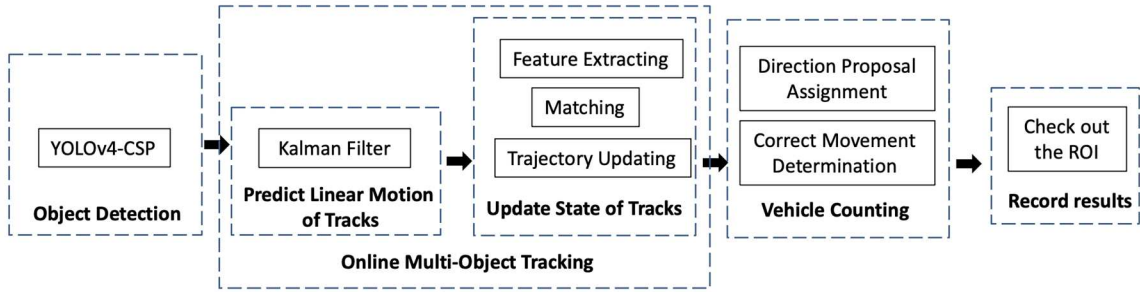 YOLOv4-CSP
Object Detection
Kalman Filter
Predict Linear Motion
of Tracks
Feature Extracting
Matching
Trajectory Updating
Update State of Tracks
Online Multi-Object Tracking
Direction Proposal
Assignment
Correct Movement
Determination
Vehicle Counting
Check out
the ROI
Record results